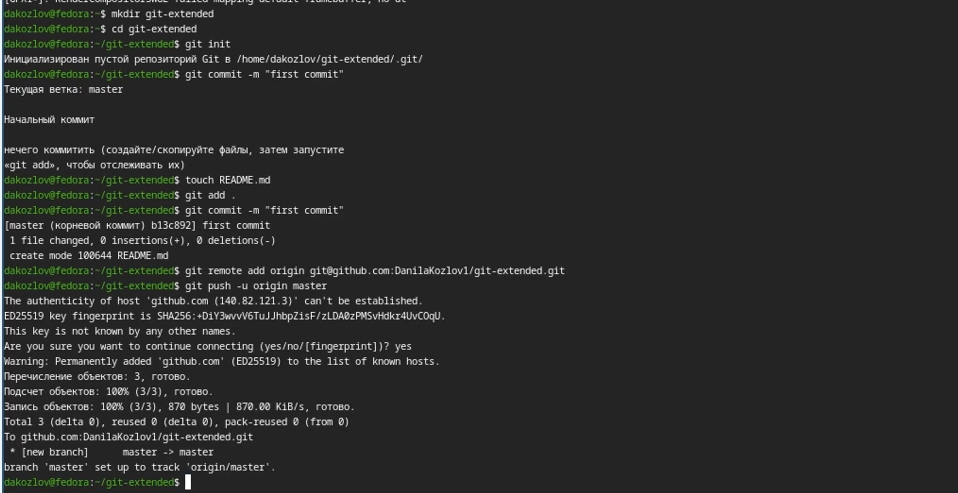 dakozlov@fedora:~$ mkdir git-extended
dakozlov@fedora:~$ cd git-extended
dakozlov@fedora:~/git-extended$ git init
Инициализирован пустой репозиторий Git в /home/dakozlov/git-extended/.git/
dakozlov@fedora:~/git-extended$ git commit -m "first commit"
Текущая ветка: master
Начальный коммит
нечего коммитить (создайте/скопируйте файлы, затем запустите
«git add», чтобы отслеживать их)
dakozlov@fedora:~/git-extended$ touch README.md
dakozlov@fedora:~/git-extended$ git add .
dakozlov@fedora:~/git-extended$ git commit -m "first commit"
[master (корневой коммит) b13c892] first commit
1 file changed, 0 insertions(+), 0 deletions(-)
create mode 100644 README.md
dakozlov@fedora:~/git-extended$ git remote add origin git@github.com:DanilaKozlov1/git-extended.git
dakozlov@fedora:~/git-extended$ git push -u origin master
The authenticity of host 'github.com (140.82.121.3)' can't be established.
ED25519 key fingerprint is SHA256:+DiY3wvvV6TuJJhbpZisF/zLDA0zPMSvHdkr4UvCOqU.
This key is not known by any other names.
Are you sure you want to continue connecting (yes/no/[fingerprint])? yes
Warning: Permanently added 'github.com' (ED25519) to the list of known hosts.
Перечисление объектов: 3, готово.
Подсчет объектов: 100% (3/3), готово.
Запись объектов: 100% (3/3), 870 bytes | 870.00 KiB/s, готово.
Total 3 (delta 0), reused 0 (delta 0), pack-reused 0 (from 0)
To github.com:DanilaKozlov1/git-extended.git
* [new branch]      master -> master
branch 'master' set up to track 'origin/master'.
dakozlov@fedora:~/git-extended$